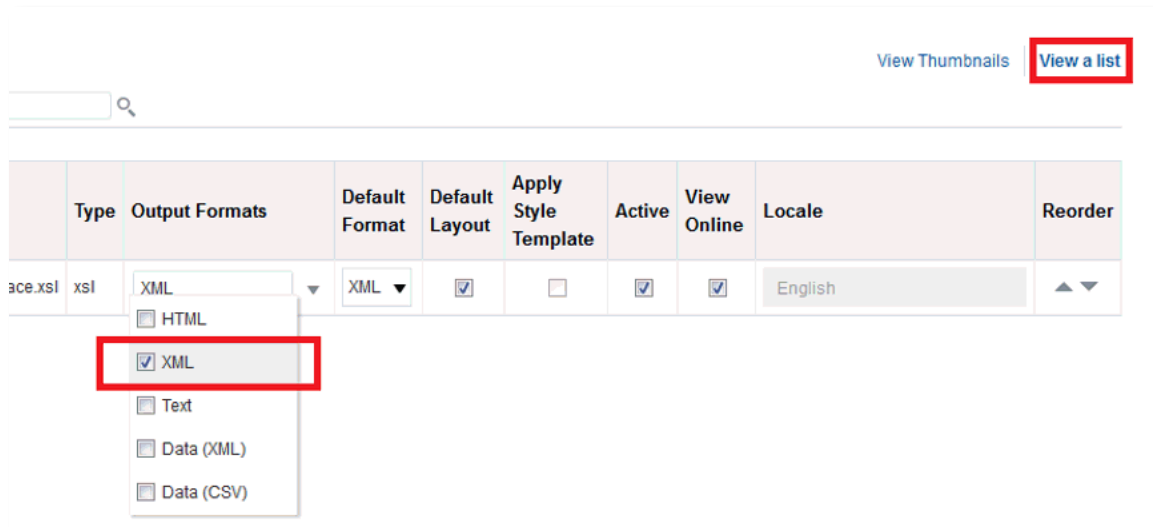 View Thumbnails View a list
Type Output Formats Default Format Default Layout Apply Style Template Active View Online Locale Reorder
ace.xsl xsl XML XML English
HTML
XML
Text
Data (XML)
Data (CSV)